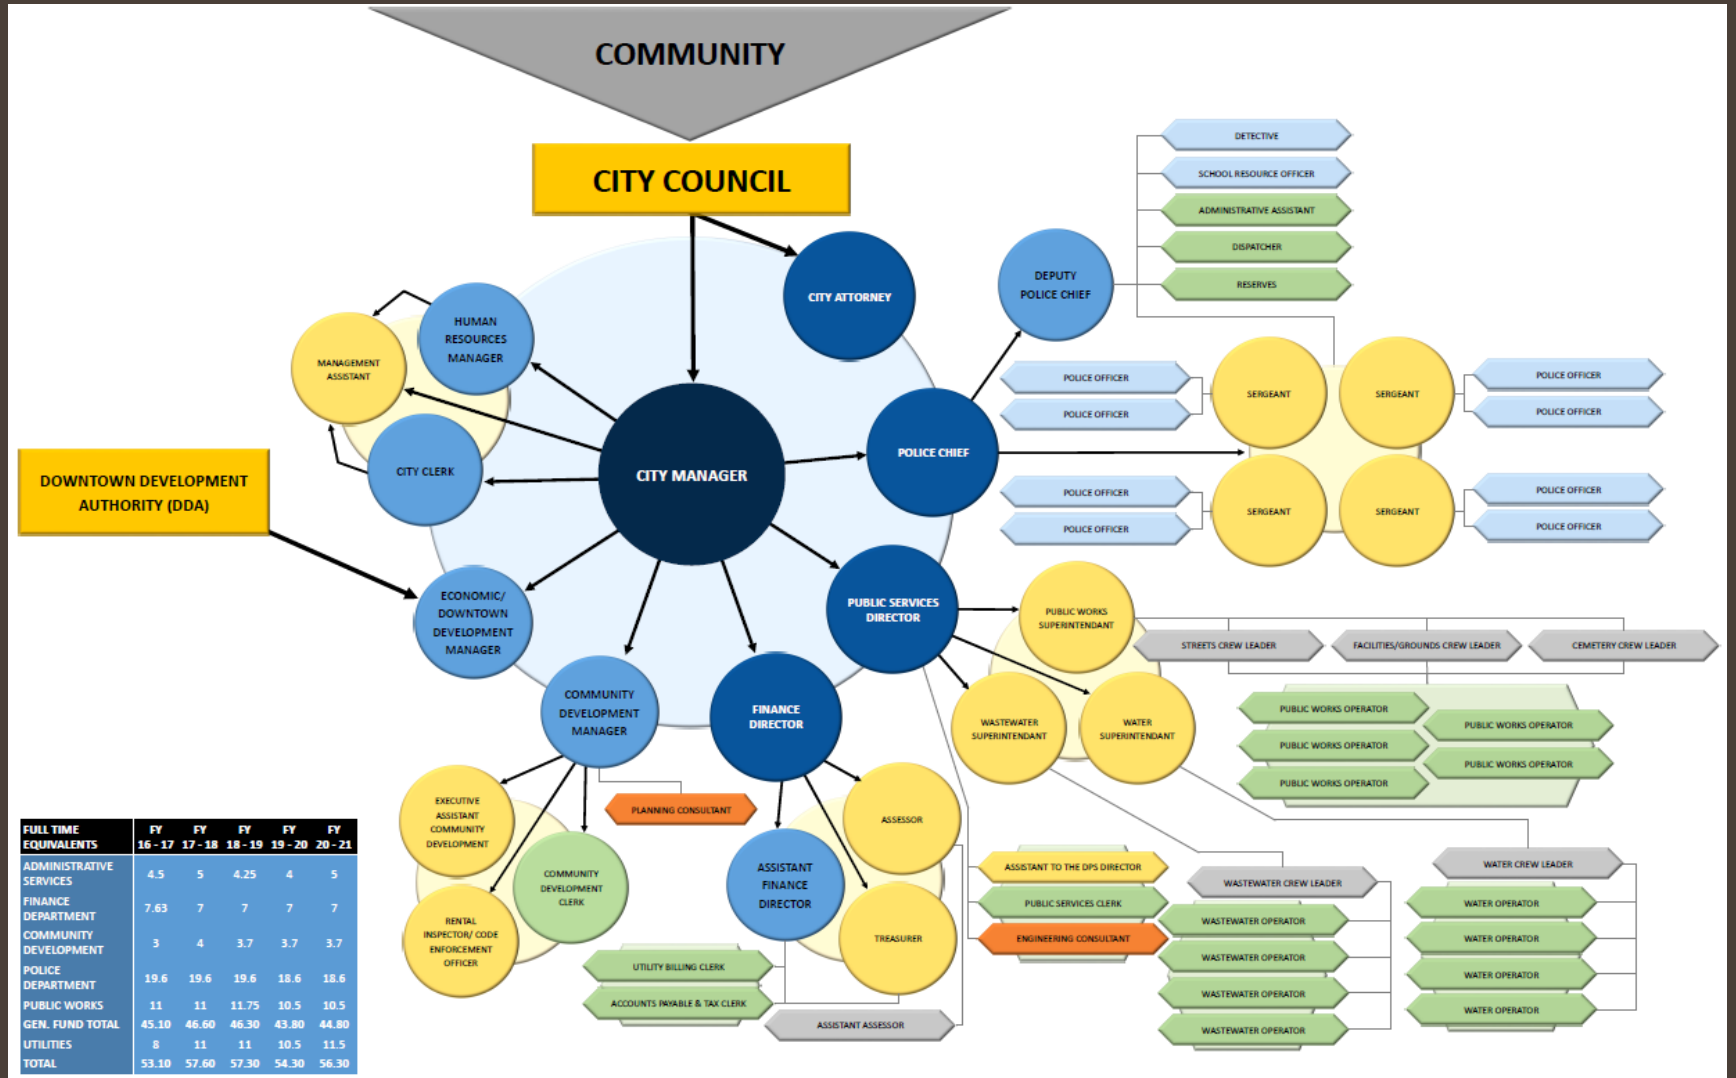 COMMUNITY
CITY COUNCIL
CITY ATTORNEY
HUMAN
RESOURCES
MANAGER
MANAGEMENT
ASSISTANT
CITY CLERK
CITY MANAGER
POLICE CHIEF
DEPUTY
POLICE CHIEF
DETECTIVE
SCHOOL RESOURCE OFFICER
ADMINISTRATIVE ASSISTANT
DISPATCHER
RESERVES
POLICE OFFICER
POLICE OFFICER
SERGEANT
SERGEANT
POLICE OFFICER
POLICE OFFICER
POLICE OFFICER
POLICE OFFICER
SERGEANT
SERGEANT
POLICE OFFICER
POLICE OFFICER
DOWNTOWN DEVELOPMENT
AUTHORITY (DDA)
ECONOMIC/
DOWNTOWN
DEVELOPMENT
MANAGER
COMMUNITY
DEVELOPMENT
MANAGER
FINANCE
DIRECTOR
PUBLIC SERVICES
DIRECTOR
PUBLIC WORKS
SUPERINTENDANT
WASTEWATER
SUPERINTENDANT
WATER
SUPERINTENDANT
STREETS CREW LEADER
FACILITIES/GROUNDS CREW LEADER
CEMETERY CREW LEADER
PUBLIC WORKS OPERATOR
PUBLIC WORKS OPERATOR
PUBLIC WORKS OPERATOR
PUBLIC WORKS OPERATOR
PUBLIC WORKS OPERATOR
EXECUTIVE
ASSISTANT
COMMUNITY
DEVELOPMENT
PLANNING CONSULTANT
COMMUNITY
DEVELOPMENT
CLERK
RENTAL
INSPECTOR/ CODE
ENFORCEMENT
OFFICER
ASSESSOR
ASSISTANT
FINANCE
DIRECTOR
TREASURER
UTILITY BILLING CLERK
ACCOUNTS PAYABLE & TAX CLERK
ASSISTANT ASSESSOR
ASSISTANT TO THE DPS DIRECTOR
PUBLIC SERVICES CLERK
ENGINEERING CONSULTANT
WASTEWATER CREW LEADER
WASTEWATER OPERATOR
WASTEWATER OPERATOR
WASTEWATER OPERATOR
WASTEWATER OPERATOR
WATER CREW LEADER
WATER OPERATOR
WATER OPERATOR
WATER OPERATOR
WATER OPERATOR
FULL TIME EQUIVALENTS FY 16 - 17 FY 17 - 18 FY 18 - 19 FY 19 - 20 FY 20 - 21
ADMINISTRATIVE SERVICES 4.5 5 4.25 4 5
FINANCE DEPARTMENT 7.63 7 7 7 7
COMMUNITY DEVELOPMENT 3 4 3.7 3.7 3.7
POLICE DEPARTMENT 19.6 19.6 19.6 18.6 18.6
PUBLIC WORKS 11 11 11.75 10.5 10.5
GEN. FUND TOTAL 45.10 46.60 46.30 43.80 44.80
UTILITIES 8 11 11 10.5 11.5
TOTAL 53.10 57.60 57.30 54.30 56.30